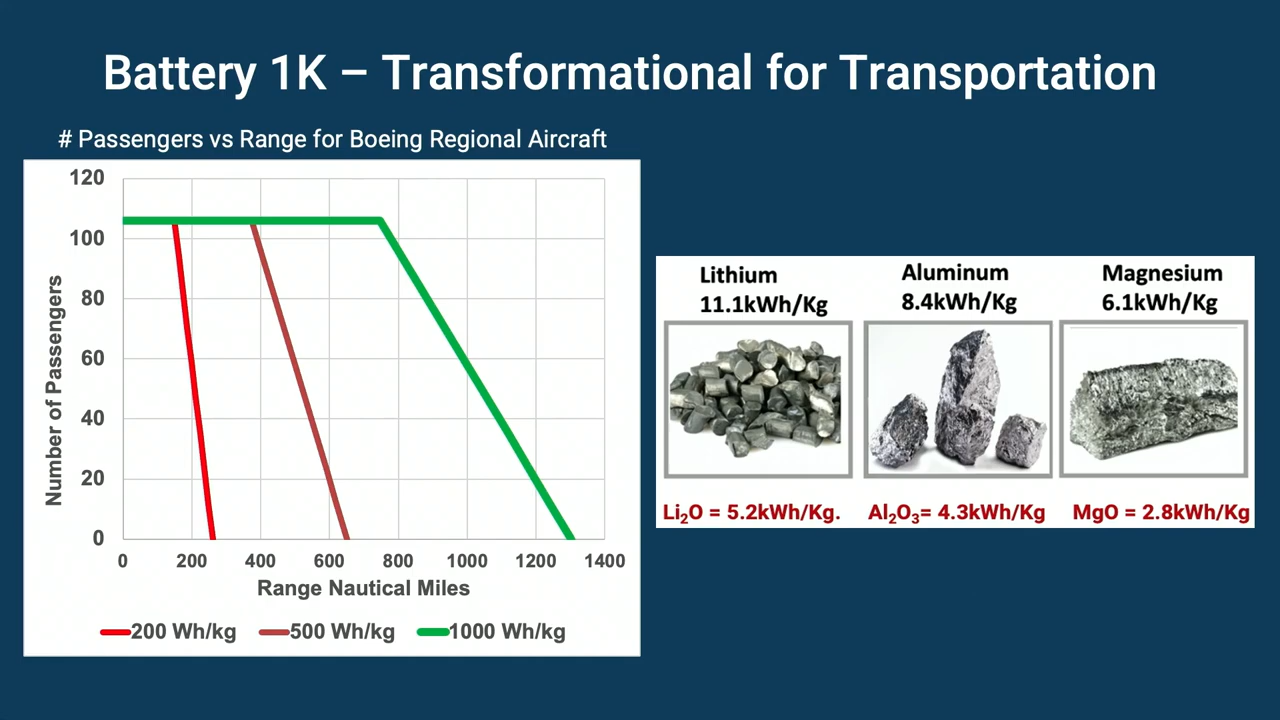 Battery 1K – Transformational for Transportation
# Passengers vs Range for Boeing Regional Aircraft
120
100
80
60
40
20
0
Number of Passengers
0 200 400 600 800 1000 1200 1400
Range Nautical Miles
200 Wh/kg 500 Wh/kg 1000 Wh/kg
Lithium
11.1kWh/Kg
Aluminum
8.4kWh/Kg
Magnesium
6.1kWh/Kg
Li₂O = 5.2kWh/Kg.
Al₂O₃= 4.3kWh/Kg
MgO = 2.8kWh/Kg